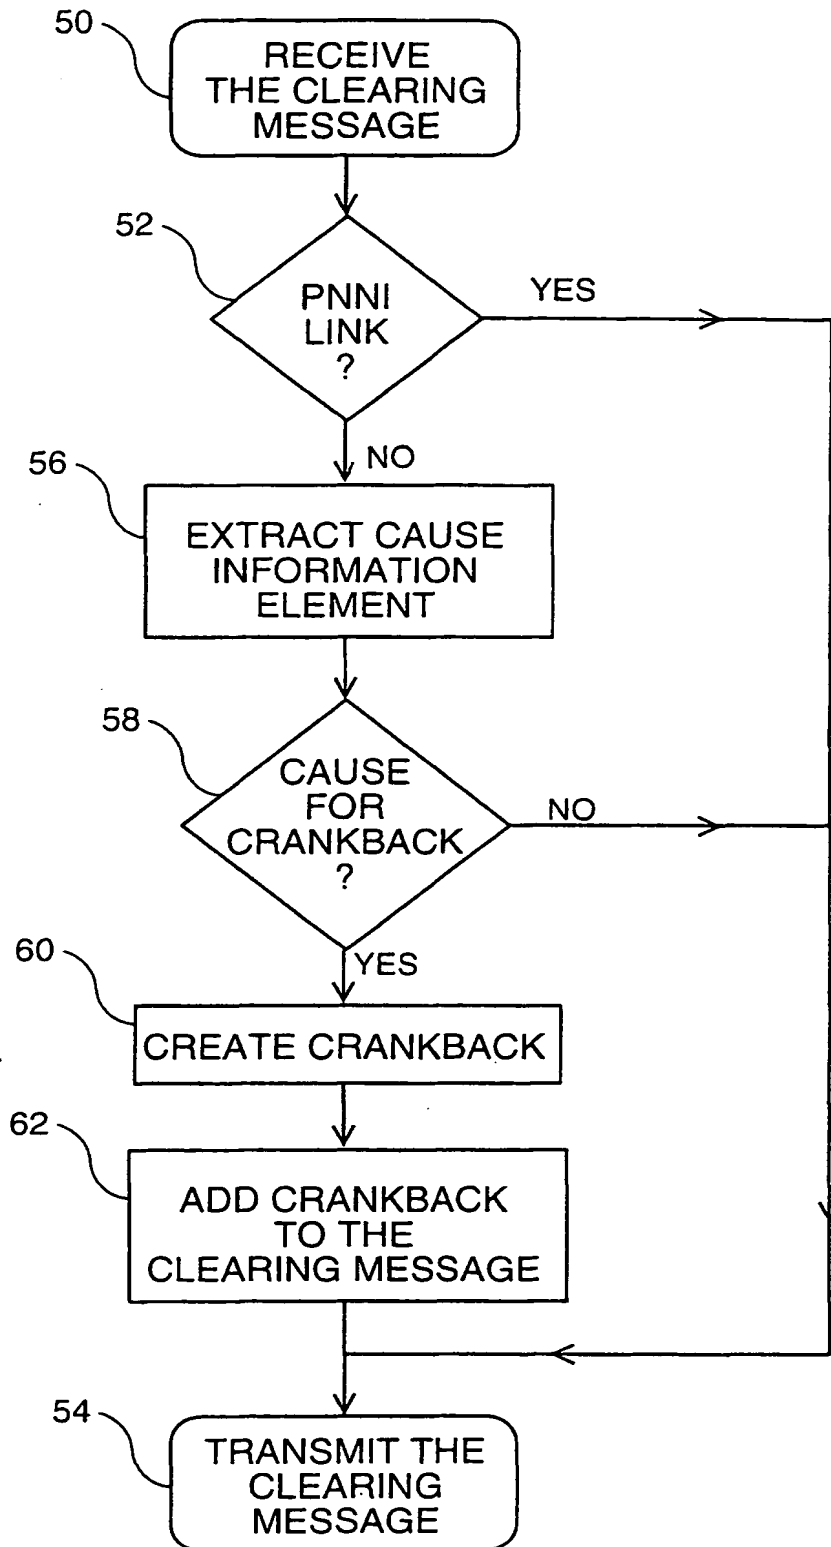 50
RECEIVE
THE CLEARING
MESSAGE
52
PNNI
LINK
?
YES
NO
56
EXTRACT CAUSE
INFORMATION
ELEMENT
58
CAUSE
FOR
CRANKBACK
?
NO
YES
60
CREATE CRANKBACK
62
ADD CRANKBACK
TO THE
CLEARING MESSAGE
54
TRANSMIT THE
CLEARING
MESSAGE